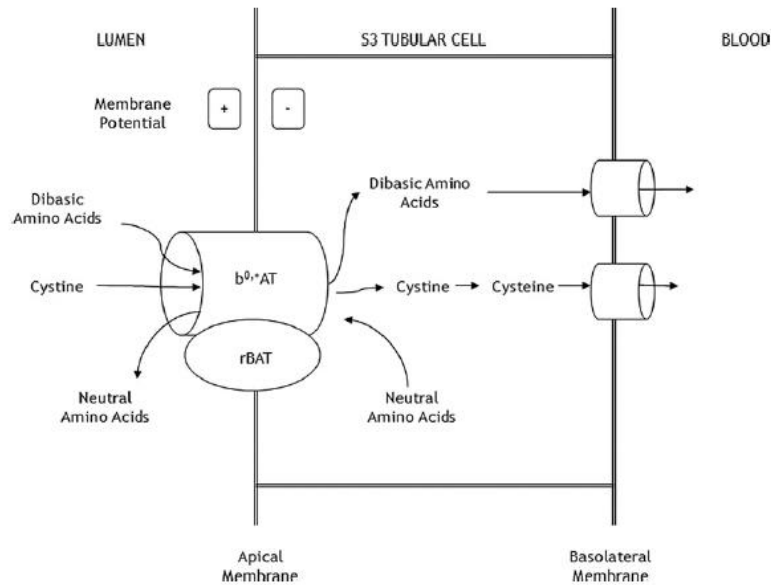 LUMEN
S3 TUBULAR CELL
BLOOD
Membrane
Potential
+
-
Dibasic
Amino Acids
Dibasic Amino
Acids
Cystine
b⁰,⁺AT
Cystine
Cysteine
rBAT
Neutral
Amino Acids
Neutral
Amino Acids
Apical
Membrane
Basolateral
Membrane